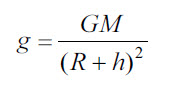 g = GM / (R + h)²